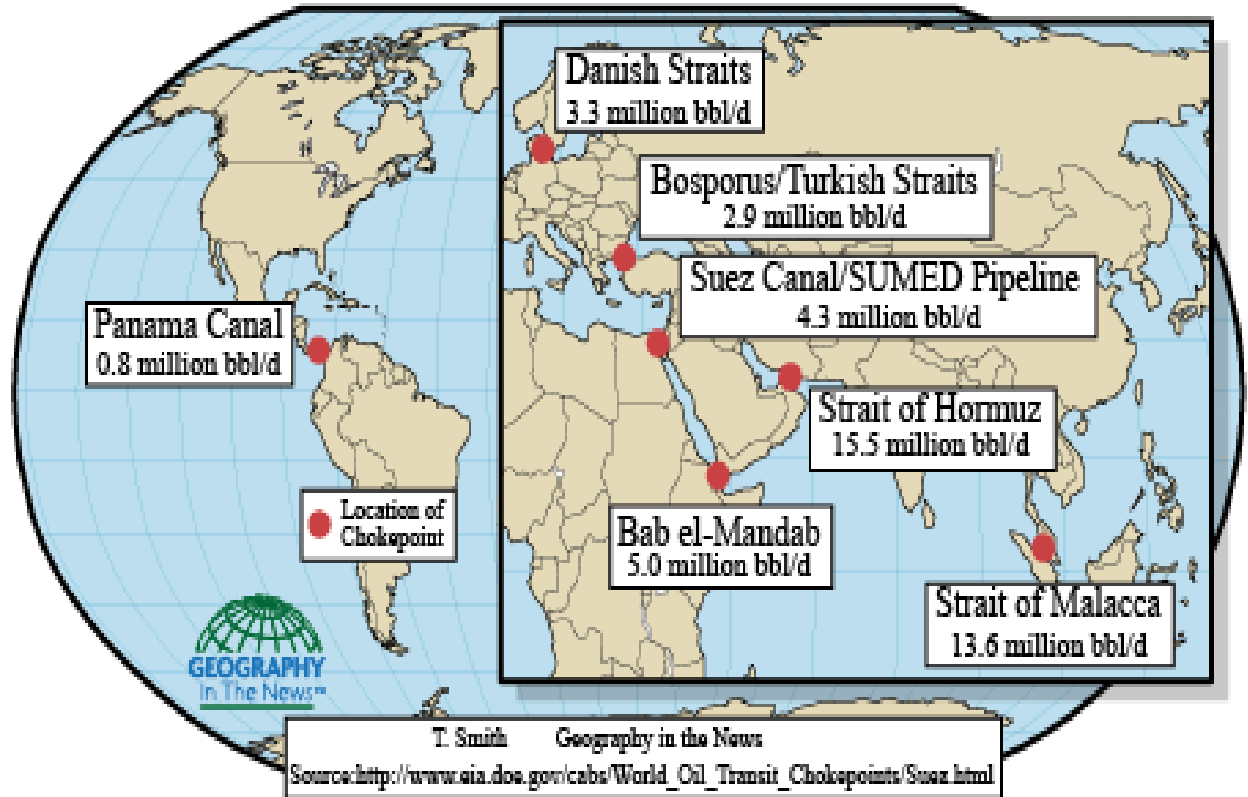 Danish Straits
3.3 million bbl/d
Bosporus/Turkish Straits
2.9 million bbl/d
Suez Canal/SUMED Pipeline
4.3 million bbl/d
Panama Canal
0.8 million bbl/d
Strait of Hormuz
15.5 million bbl/d
Location of
Chokepoint
Bab el-Mandab
5.0 million bbl/d
Strait of Malacca
13.6 million bbl/d
GEOGRAPHY
In The News™
T. Smith Geography in the News
Source:http://www.eia.doe.gov/cabs/World_Oil_Transit_Chokepoints/Suez.html